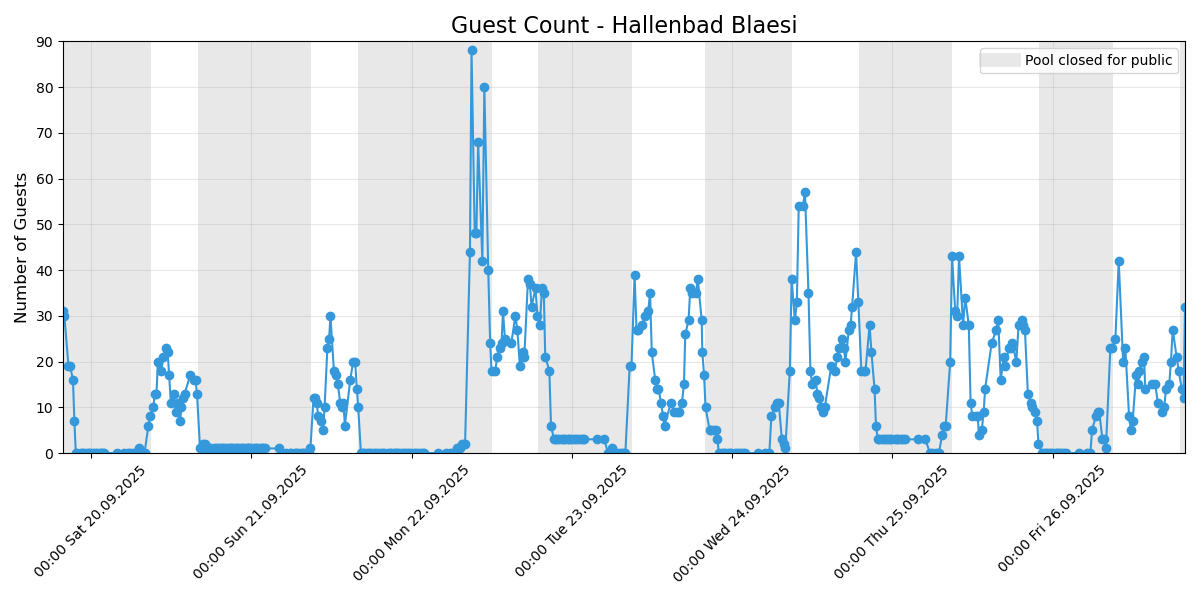 Guest Count - Hallenbad Blaesi
Pool closed for public
Number of Guests
90
80
70
60
50
40
30
20
10
0
00:00 Sat 20.09.2025
00:00 Sun 21.09.2025
00:00 Mon 22.09.2025
00:00 Tue 23.09.2025
00:00 Wed 24.09.2025
00:00 Thu 25.09.2025
00:00 Fri 26.09.2025